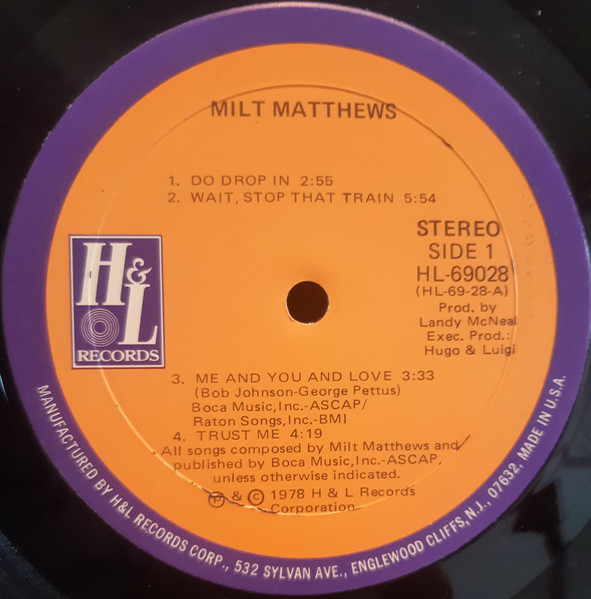 MILT MATTHEWS
1. DO DROP IN 2:55
2. WAIT, STOP THAT TRAIN 5:54
STEREO
SIDE 1
HL-69028
(HL-69-28-A)
Prod. by
Landy McNeal
Exec. Prod.:
Hugo & Luigi
H&L
RECORDS
3. ME AND YOU AND LOVE 3:33
(Bob Johnson-George Pettus)
Boca Music,Inc.-ASCAP/
Raton Songs,Inc.-BMI
4. TRUST ME 4:19
All songs composed by Milt Matthews and
published by Boca Music,Inc.-ASCAP,
unless otherwise indicated.
℗ & © 1978 H & L Records
Corporation
MANUFACTURED BY H&L RECORDS CORP., 532 SYLVAN AVE., ENGLEWOOD CLIFFS, N.J., 07632. MADE IN U.S.A.